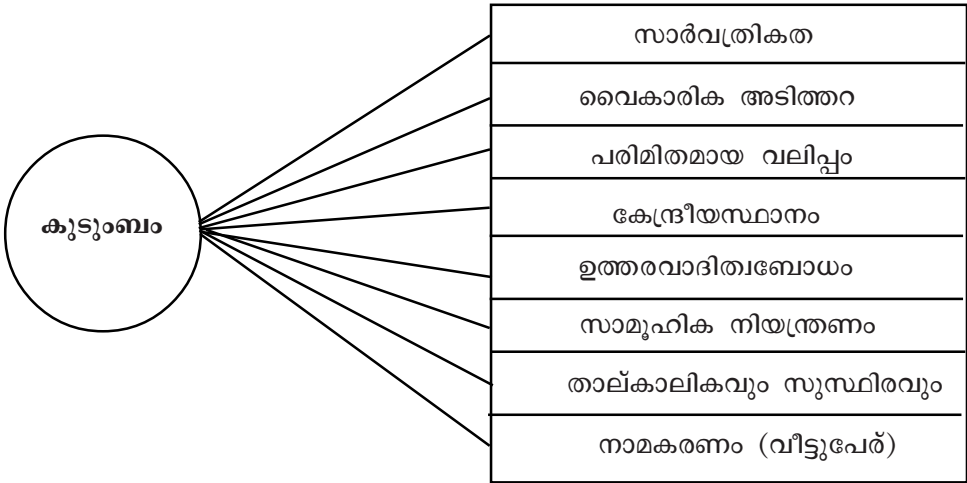 കുടുംബം
സാർവത്രികത
വൈകാരിക അടിത്തറ
പരിമിതമായ വലിപ്പം
കേന്ദ്രീയസ്ഥാനം
ഉത്തരവാദിത്വബോധം
സാമൂഹിക നിയന്ത്രണം
താല്കാലികവും സുസ്ഥിരവും
നാമകരണം (വീട്ടുപേര്)